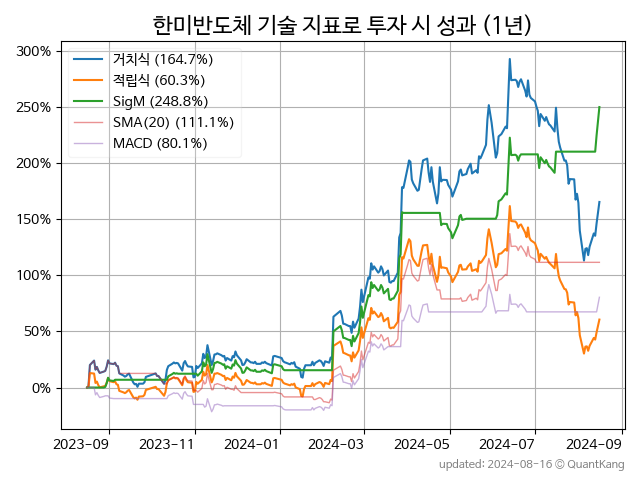 한미반도체 기술 지표로 투자 시 성과 (1년)
300%
250%
200%
150%
100%
50%
0%
거치식 (164.7%)
적립식 (60.3%)
SigM (248.8%)
SMA(20) (111.1%)
MACD (80.1%)
2023-09 2023-11 2024-01 2024-03 2024-05 2024-07 2024-09
updated: 2024-08-16 © QuantKang